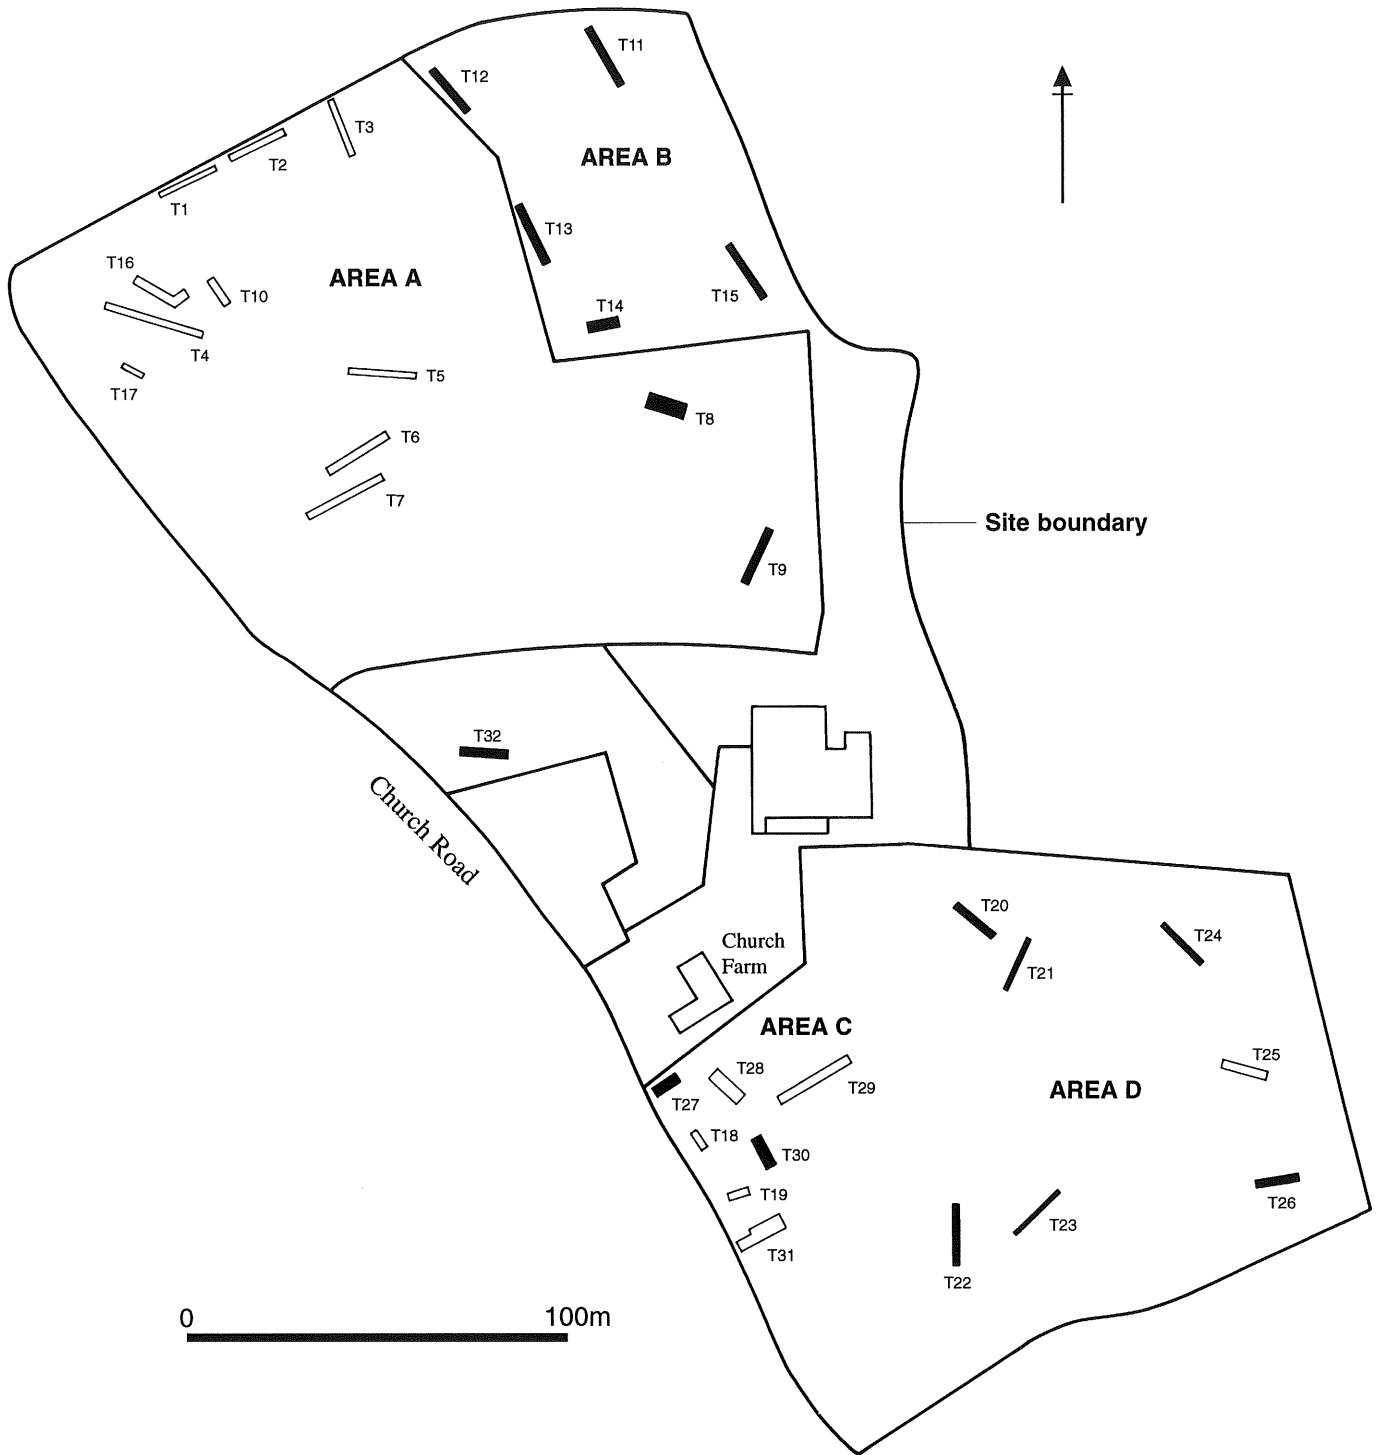 T11
T12
T3
T2
T1
AREA B
T13
T16
AREA A
T10
T15
T14
T4
T5
T17
T8
T6
T7
Site boundary
T9
T32
Church Road
T20
Church
Farm
T24
T21
AREA C
T25
T28
T29
AREA D
T27
T18
T30
T19
T26
T23
T31
T22
0
100m